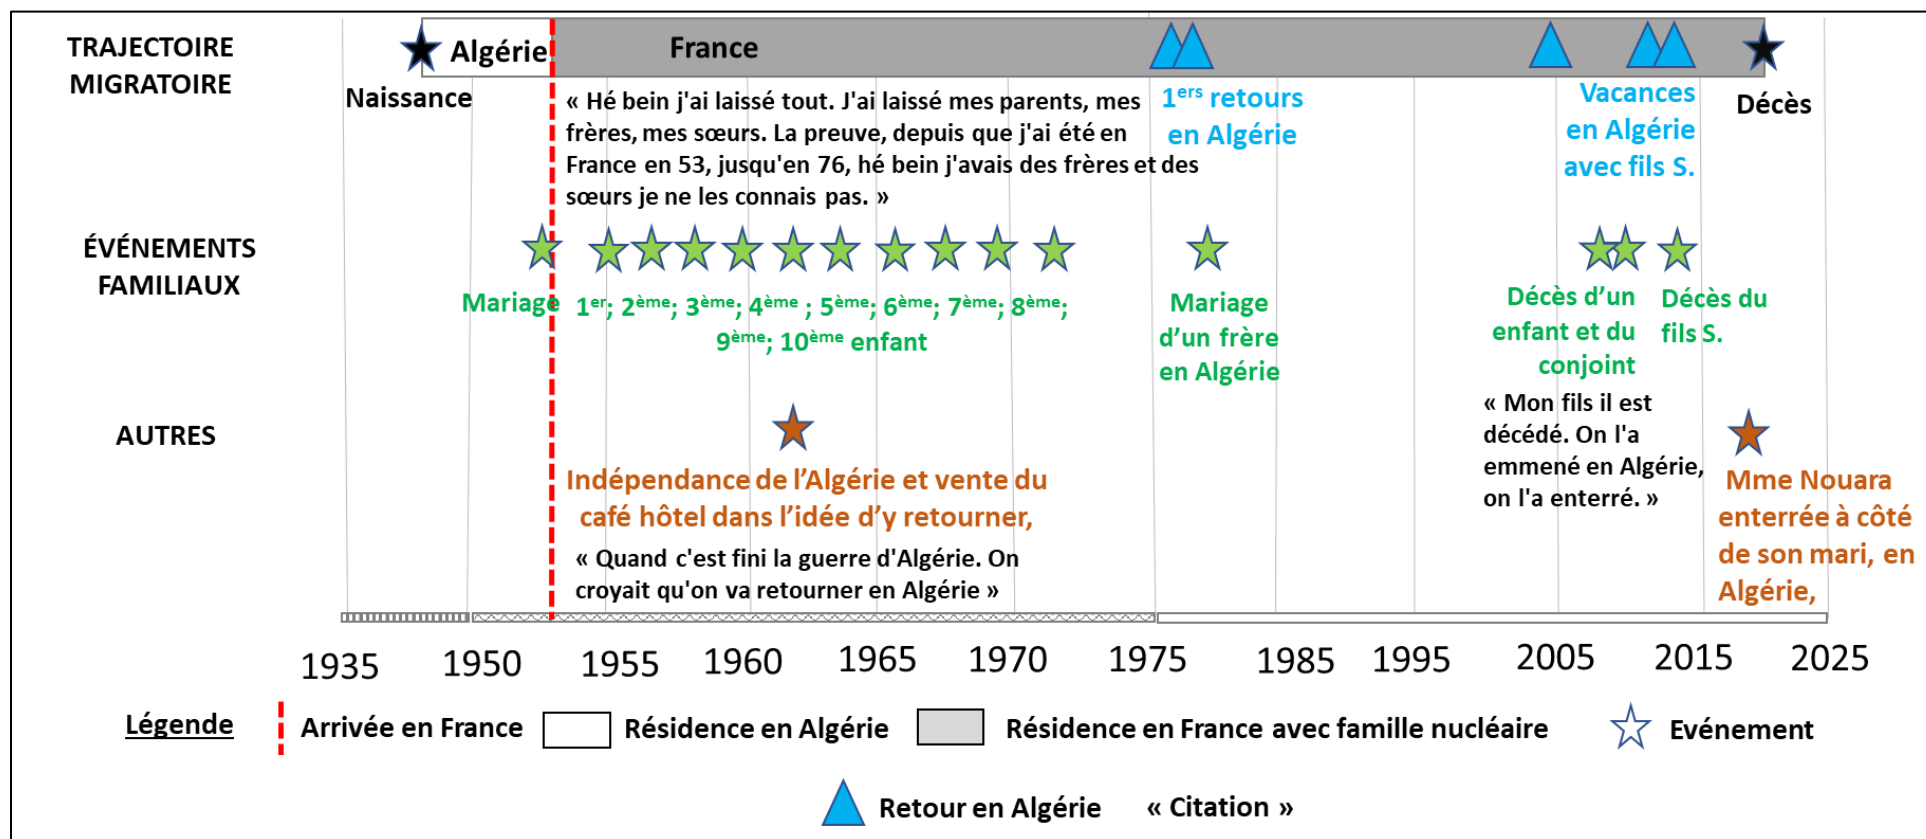 TRAJECTOIRE
MIGRATOIRE
Algérie
France
Naissance
« Hé bein j'ai laissé tout. J'ai laissé mes parents, mes
frères, mes sœurs. La preuve, depuis que j'ai été en
France en 53, jusqu'en 76, hé bein j'avais des frères et des
sœurs je ne les connais pas. »
1ers retours
en Algérie
Vacances
en Algérie
avec fils S.
Décès
ÉVÉNEMENTS
FAMILIAUX
Mariage
1er; 2ème; 3ème; 4ème ; 5ème; 6ème; 7ème; 8ème;
9ème; 10ème enfant
Mariage
d’un frère
en Algérie
Décès d’un
enfant et du
conjoint
Décès du
fils S.
« Mon fils il est
décédé. On l'a
emmené en Algérie,
on l'a enterré. »
AUTRES
Indépendance de l’Algérie et vente du
café hôtel dans l’idée d’y retourner,
« Quand c'est fini la guerre d'Algérie. On
croyait qu'on va retourner en Algérie »
Mme Nouara
enterrée à côté
de son mari, en
Algérie,
1935 1950 1955 1960 1965 1970 1975 1985 1995 2005 2015 2025
Légende
Arrivée en France
Résidence en Algérie
Résidence en France avec famille nucléaire
Evénement
Retour en Algérie
« Citation »